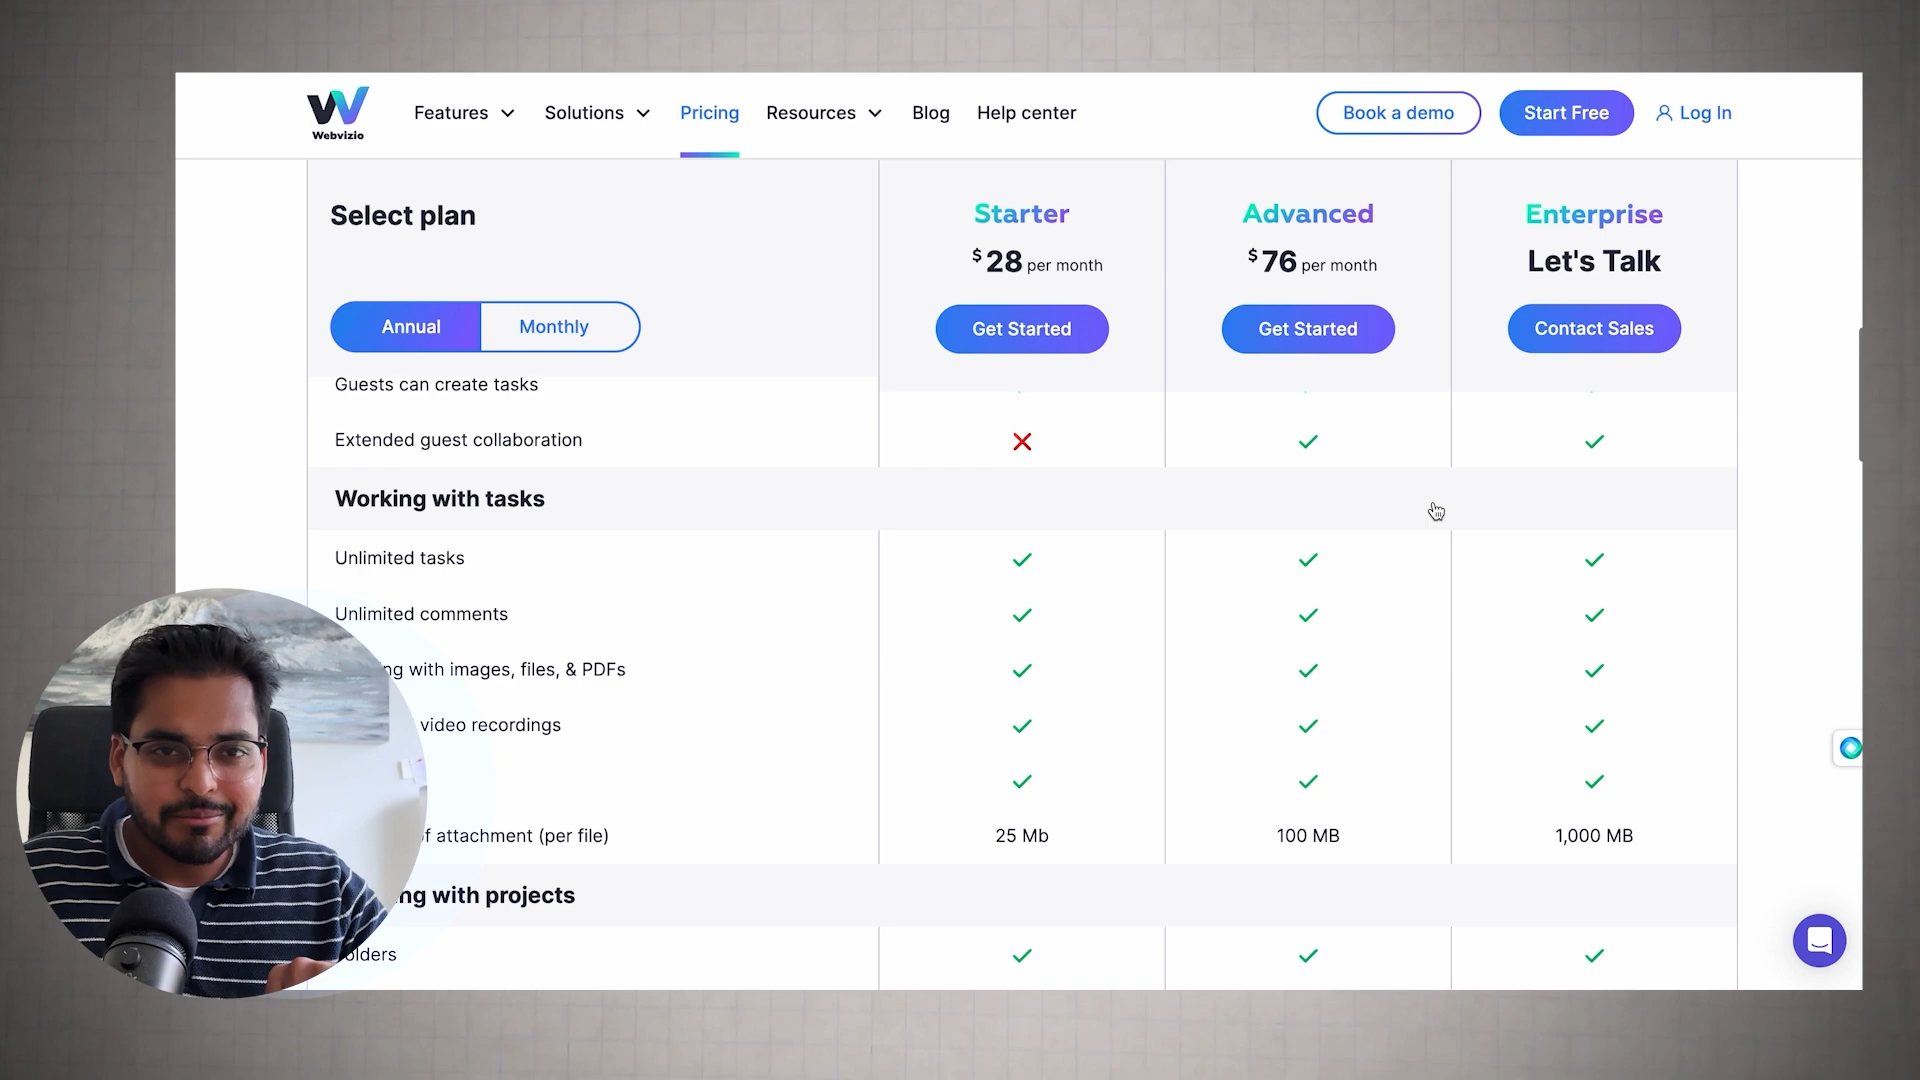 Webvizio
Features
Solutions
Pricing
Resources
Blog
Help center
Book a demo
Start Free
Log In
Select plan
Annual
Monthly
Starter
$28 per month
Get Started
Advanced
$76 per month
Get Started
Enterprise
Let's Talk
Contact Sales
Guests can create tasks
Extended guest collaboration
Working with tasks
Unlimited tasks
Unlimited comments
with images, files, & PDFs
video recordings
attachment (per file) 25 Mb 100 MB 1,000 MB
with projects